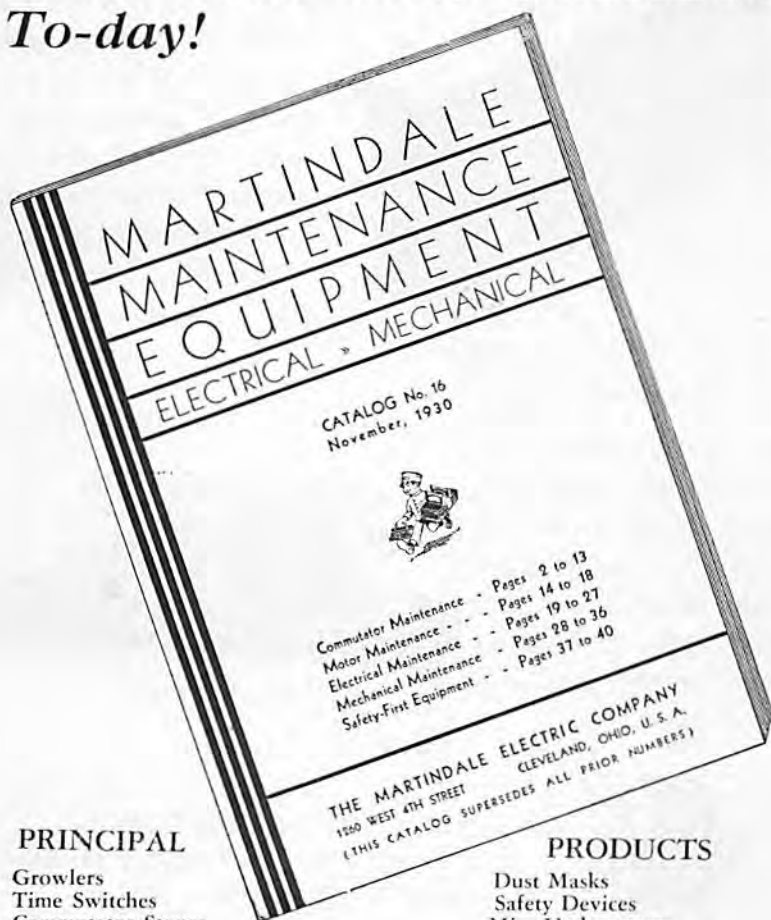 To-day!
MARTINDALE
MAINTENANCE
EQUIPMENT
ELECTRICAL » MECHANICAL
CATALOG No. 16
November, 1930
Commutator Maintenance - Pages 2 to 13
Motor Maintenance - - - Pages 14 to 18
Electrical Maintenance - - Pages 19 to 27
Mechanical Maintenance - Pages 28 to 36
Safety-First Equipment - - Pages 37 to 40
THE MARTINDALE ELECTRIC COMPANY
1260 WEST 4TH STREET CLEVELAND, OHIO, U. S. A.
(THIS CATALOG SUPERSEDES ALL PRIOR NUMBERS)
PRINCIPAL PRODUCTS
Growlers
Time Switches
Dust Masks
Safety Devices